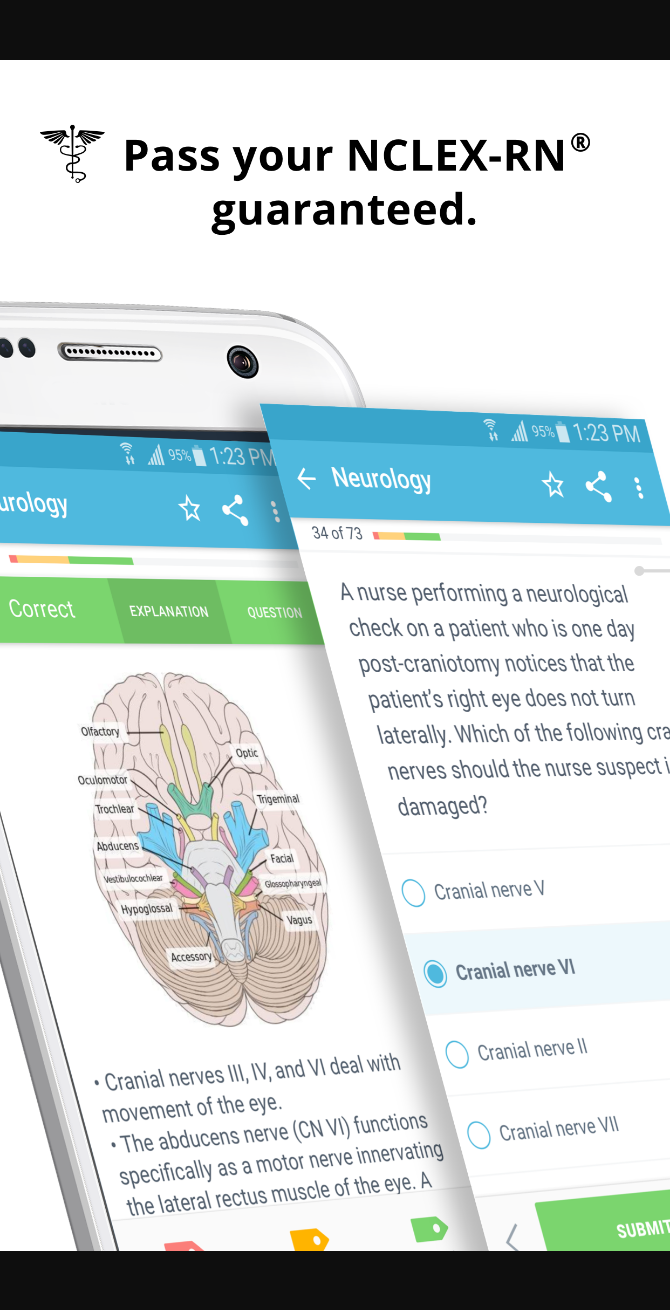 Pass your NCLEX-RN®
guaranteed.
95% 1:23 PM
urology
Correct
EXPLANATION
QUESTION
Olfactory
Optic
Oculomotor
Trigeminal
Trochlear
Abducens
Facial
Vestibulocochlear
Glossopharyngeal
Hypoglossal
Vagus
Accessory
• Cranial nerves III, IV, and VI deal with
movement of the eye.
• The abducens nerve (CN VI) functions
specifically as a motor nerve innervating
the lateral rectus muscle of the eye. A
95% 1:23 PM
Neurology
34 of 73
A nurse performing a neurological
check on a patient who is one day
post-craniotomy notices that the
patient's right eye does not turn
laterally. Which of the following cra
nerves should the nurse suspect i
damaged?
Cranial nerve V
Cranial nerve VI
Cranial nerve II
Cranial nerve VII
SUBMIT